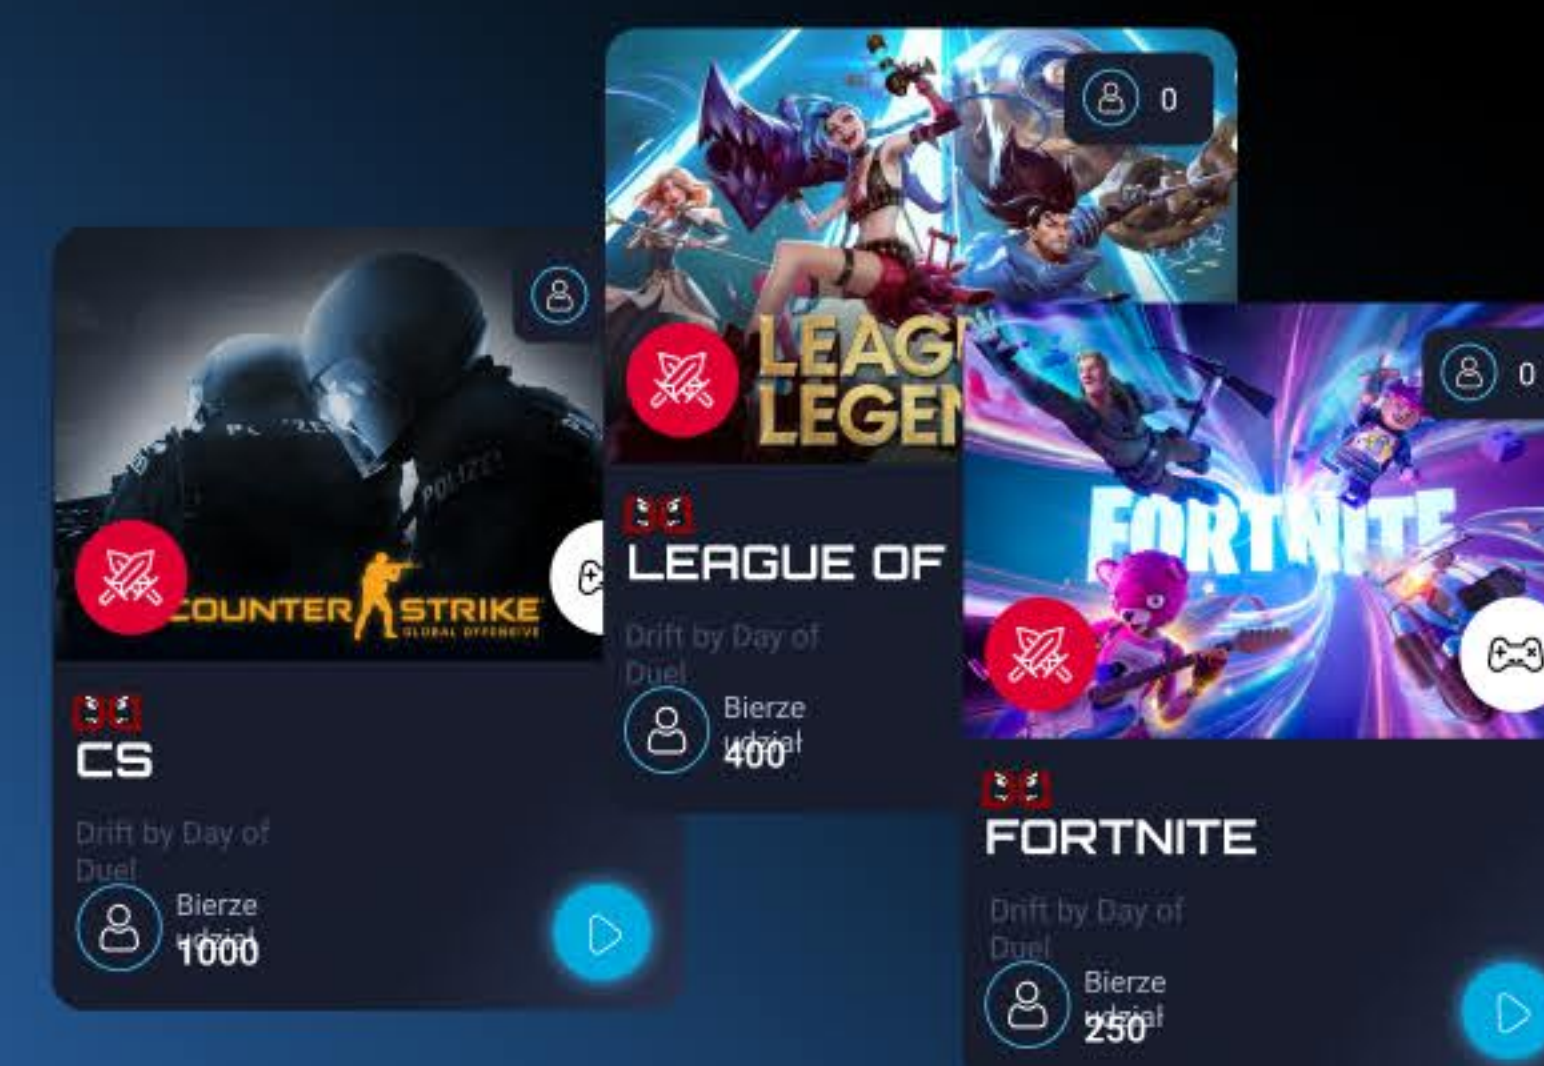 POLIZEI
COUNTER STRIKE
GLOBAL OFFENSIVE
CS
Drift by Day of
Duel
Bierze
udział
1000
0
LEAG
LEGEN
LEAGUE OF
Drift by Day of
Duel
Bierze
udział
400
0
FORTNITE
FORTNITE
Drift by Day of
Duel
Bierze
udział
250